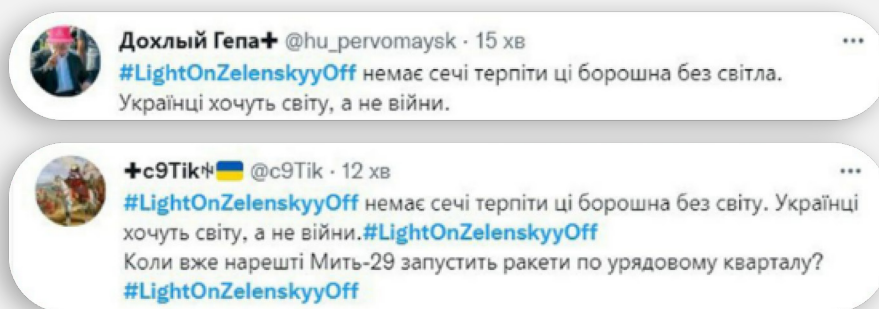 Дохлый Гепа✚ @hu_pervomaysk · 15 хв
#LightOnZelenskyyOff немає сечі терпіти ці борошна без світла.
Українці хочуть світу, а не війни.
✚c9Tik🇺🇦 @c9Tik · 12 хв
#LightOnZelenskyyOff немає сечі терпіти ці борошна без світу. Українці
хочуть світу, а не війни.#LightOnZelenskyyOff
Коли вже нарешті Мить-29 запустить ракети по урядовому кварталу?
#LightOnZelenskyyOff